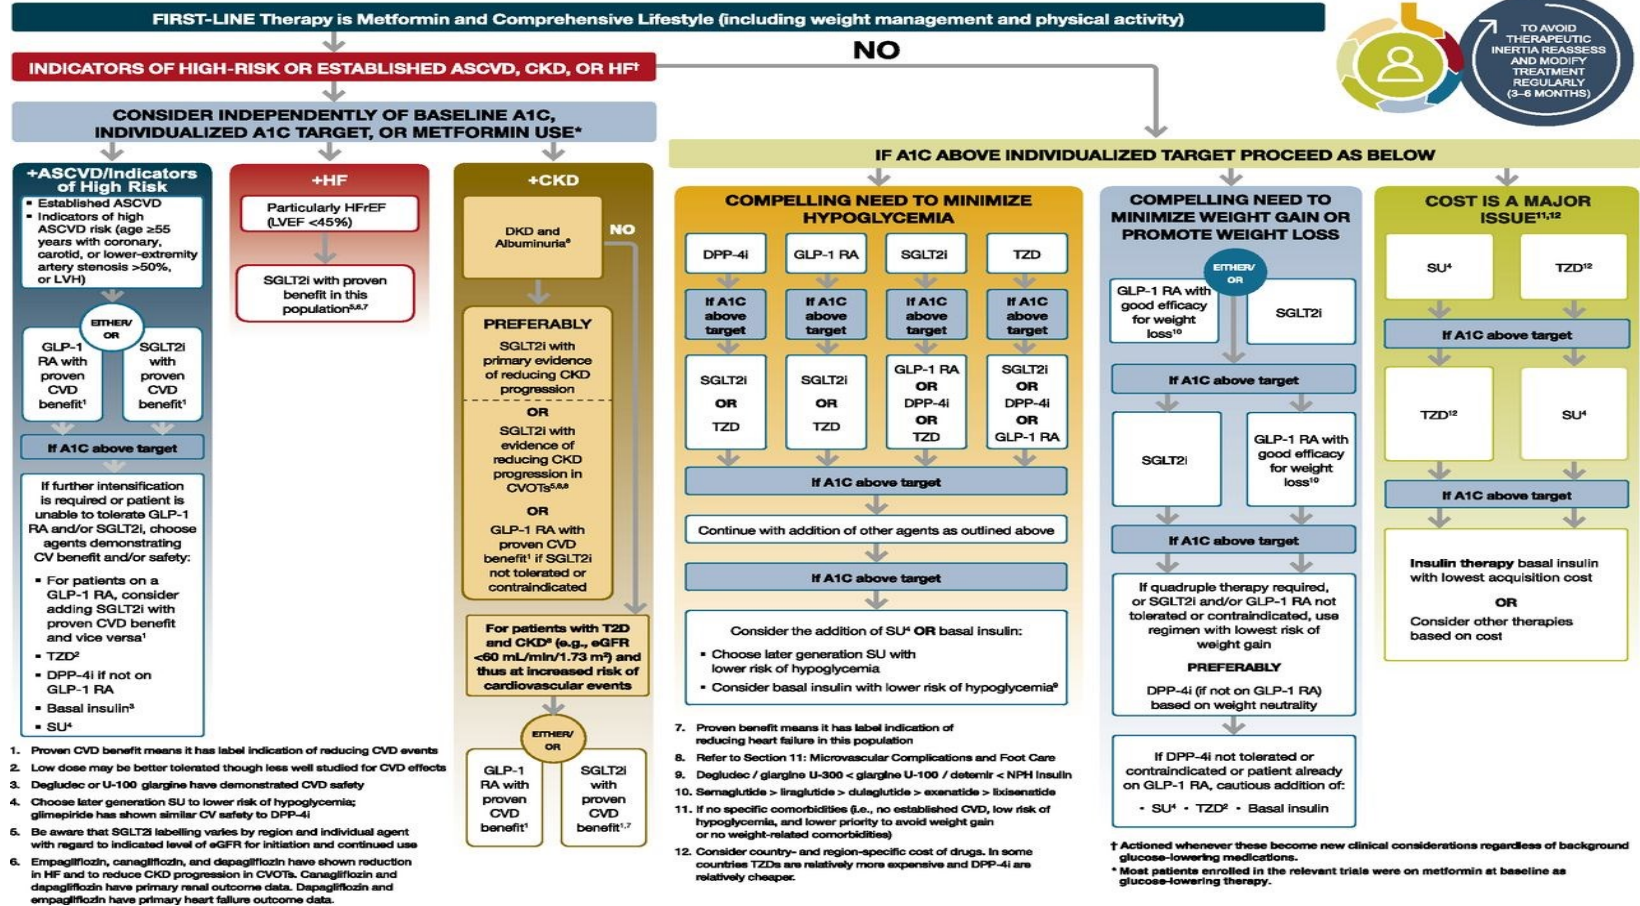 FIRST-LINE Therapy is Metformin and Comprehensive Lifestyle (including weight management and physical activity)
TO AVOID
THERAPEUTIC
INERTIA REASSESS
AND MODIFY
TREATMENT
REGULARLY
(3–6 MONTHS)
NO
INDICATORS OF HIGH-RISK OR ESTABLISHED ASCVD, CKD, OR HF†
CONSIDER INDEPENDENTLY OF BASELINE A1C,
INDIVIDUALIZED A1C TARGET, OR METFORMIN USE*
IF A1C ABOVE INDIVIDUALIZED TARGET PROCEED AS BELOW
+ASCVD/Indicators
of High Risk
▪ Established ASCVD
▪ Indicators of high
ASCVD risk (age ≥55
years with coronary,
carotid, or lower-extremity
artery stenosis >50%,
or LVH)
EITHER/
OR
GLP-1
RA with
proven
CVD
benefit¹
SGLT2i
with
proven
CVD
benefit¹
If A1C above target
If further intensification
is required or patient is
unable to tolerate GLP-1
RA and/or SGLT2i, choose
agents demonstrating
CV benefit and/or safety:
▪ For patients on a
GLP-1 RA, consider
adding SGLT2i with
proven CVD benefit
and vice versa¹
▪ TZD²
▪ DPP-4i if not on
GLP-1 RA
▪ Basal insulin³
▪ SU⁴
+HF
Particularly HFrEF
(LVEF <45%)
SGLT2i with proven
benefit in this
population⁵,⁶,⁷
+CKD
DKD and
Albuminuria⁸
NO
PREFERABLY
SGLT2i with
primary evidence
of reducing CKD
progression
OR
SGLT2i with
evidence of
reducing CKD
progression in
CVOTs⁵,⁶,⁸
OR
GLP-1 RA with
proven CVD
benefit¹ if SGLT2i
not tolerated or
contraindicated
For patients with T2D
and CKD⁸ (e.g., eGFR
<60 mL/min/1.73 m²) and
thus at increased risk of
cardiovascular events
EITHER/
OR
GLP-1
RA with
proven
CVD
benefit¹
SGLT2i
with
proven
CVD
benefit¹,⁷
COMPELLING NEED TO MINIMIZE
HYPOGLYCEMIA
DPP-4i
GLP-1 RA
SGLT2i
TZD
If A1C
above
target
If A1C
above
target
If A1C
above
target
If A1C
above
target
SGLT2i
OR
TZD
SGLT2i
OR
TZD
GLP-1 RA
OR
DPP-4i
OR
TZD
SGLT2i
OR
DPP-4i
OR
GLP-1 RA
If A1C above target
Continue with addition of other agents as outlined above
If A1C above target
Consider the addition of SU⁴ OR basal insulin:
▪ Choose later generation SU with
lower risk of hypoglycemia
▪ Consider basal insulin with lower risk of hypoglycemia⁹
COMPELLING NEED TO
MINIMIZE WEIGHT GAIN OR
PROMOTE WEIGHT LOSS
EITHER/
OR
GLP-1 RA with
good efficacy
for weight
loss¹⁰
SGLT2i
If A1C above target
SGLT2i
GLP-1 RA with
good efficacy
for weight
loss¹⁰
If A1C above target
If quadruple therapy required,
or SGLT2i and/or GLP-1 RA not
tolerated or contraindicated, use
regimen with lowest risk of
weight gain
PREFERABLY
DPP-4i (if not on GLP-1 RA)
based on weight neutrality
If DPP-4i not tolerated or
contraindicated or patient already
on GLP-1 RA, cautious addition of:
• SU⁴ • TZD² • Basal insulin
COST IS A MAJOR
ISSUE¹¹,¹²
SU⁴
TZD¹²
If A1C above target
TZD¹²
SU⁴
If A1C above target
Insulin therapy basal insulin
with lowest acquisition cost
OR
Consider other therapies
based on cost
1. Proven CVD benefit means it has label indication of reducing CVD events
2. Low dose may be better tolerated though less well studied for CVD effects
3. Degludec or U-100 glargine have demonstrated CVD safety
4. Choose later generation SU to lower risk of hypoglycemia;
glimepiride has shown similar CV safety to DPP-4i
5. Be aware that SGLT2i labelling varies by region and individual agent
with regard to indicated level of eGFR for initiation and continued use
6. Empagliflozin, canagliflozin, and dapagliflozin have shown reduction
in HF and to reduce CKD progression in CVOTs. Canagliflozin and
dapagliflozin have primary renal outcome data. Dapagliflozin and
empagliflozin have primary heart failure outcome data.
7. Proven benefit means it has label indication of
reducing heart failure in this population
8. Refer to Section 11: Microvascular Complications and Foot Care
9. Degludec / glargine U-300 < glargine U-100 / detemir < NPH insulin
10. Semaglutide > liraglutide > dulaglutide > exenatide > lixisenatide
11. If no specific comorbidities (i.e., no established CVD, low risk of
hypoglycemia, and lower priority to avoid weight gain
or no weight-related comorbidities)
12. Consider country- and region-specific cost of drugs. In some
countries TZDs are relatively more expensive and DPP-4i are
relatively cheaper.
† Actioned whenever these become new clinical considerations regardless of background
glucose-lowering medications.
* Most patients enrolled in the relevant trials were on metformin at baseline as
glucose-lowering therapy.